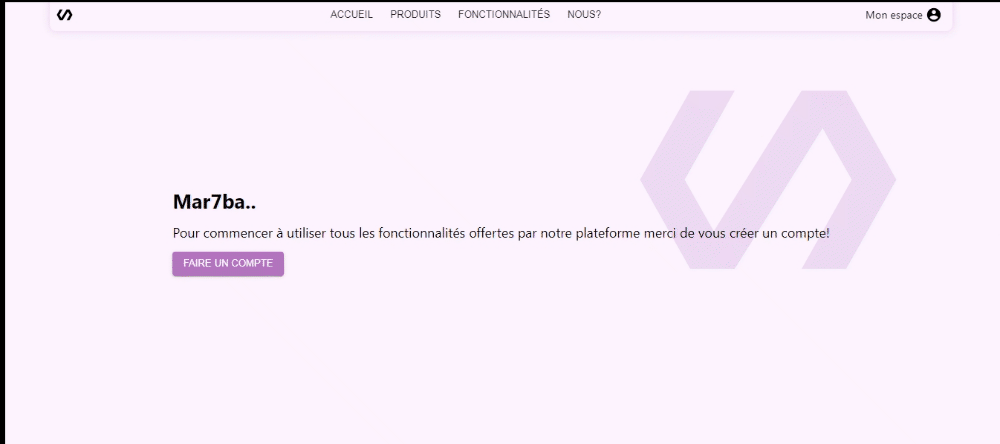 ACCUEIL PRODUITS FONCTIONNALITÉS NOUS? Mon espace
Mar7ba..
Pour commencer à utiliser tous les fonctionnalités offertes par notre plateforme merci de vous créer un compte!
FAIRE UN COMPTE